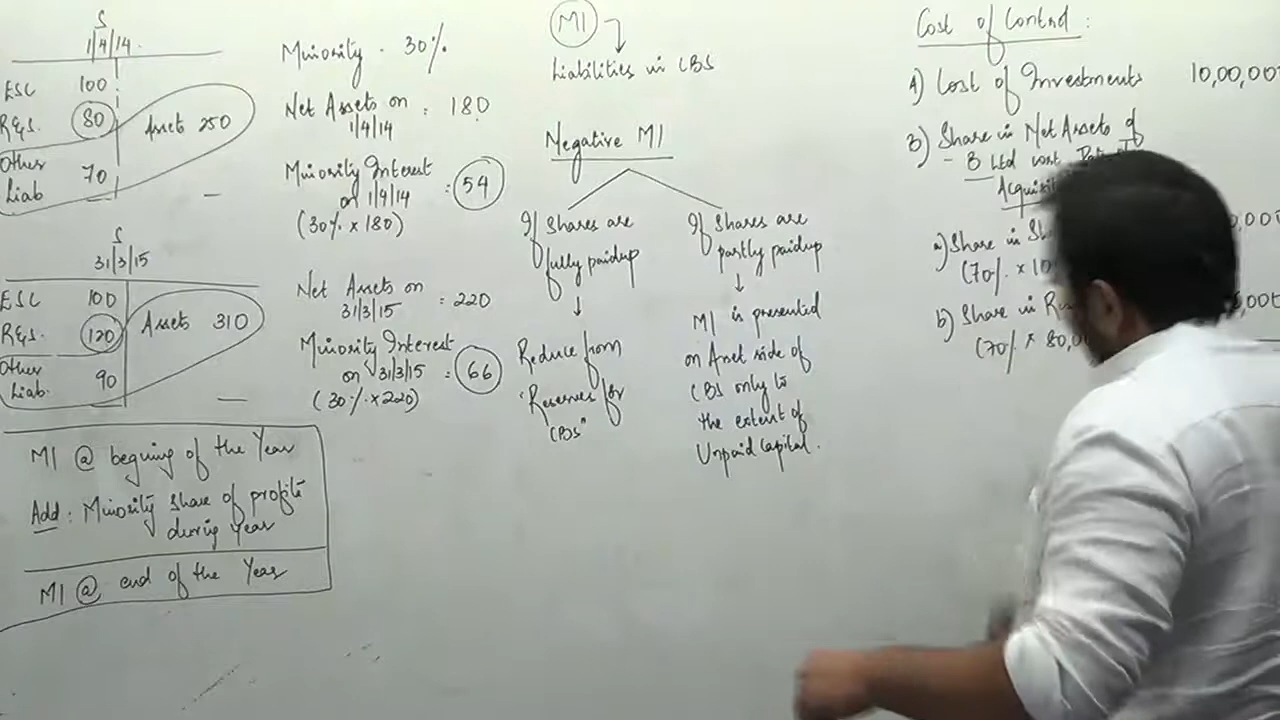 S
1/4/14.
ESC 100
R&S. 80
Assets 250
Other Liab 70
S
31/3/15
ESC 100
R&S. 120
Assets 310
Other Liab. 90
MI @ beginning of the Year
Add : Minority share of profits
during year
MI @ end of the Year
Minority - 30%
Net Assets on : 180
1/4/14
Minority Interest
on 1/4/14 : 54
(30% x 180)
Net Assets on
31/3/15 : 220
Minority Interest
on 31/3/15 : 66
(30% x 220)
MI
Liabilities in CBS
Negative MI
If Shares are
fully paidup
Reduce from
"Reserves for
CBS"
If Shares are
partly paidup
MI is presented
on Asset side of
CBS only to
the extent of
Unpaid Capital.
Cost of Control :
A) Cost of Investments 10,00,00
B) Share in Net Assets of
- B Ltd
a) Share in
(70% x 10
b) Share in
(70% x 80,0